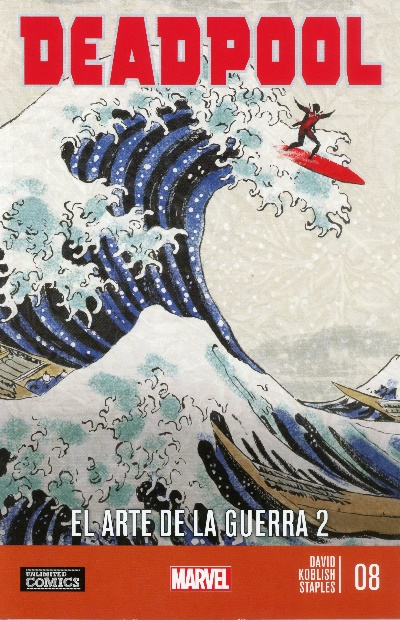 DEADPOOL
EL ARTE DE LA GUERRA 2
UNLIMITED
COMICS
MARVEL
DAVID
KOBLISH
STAPLES
08